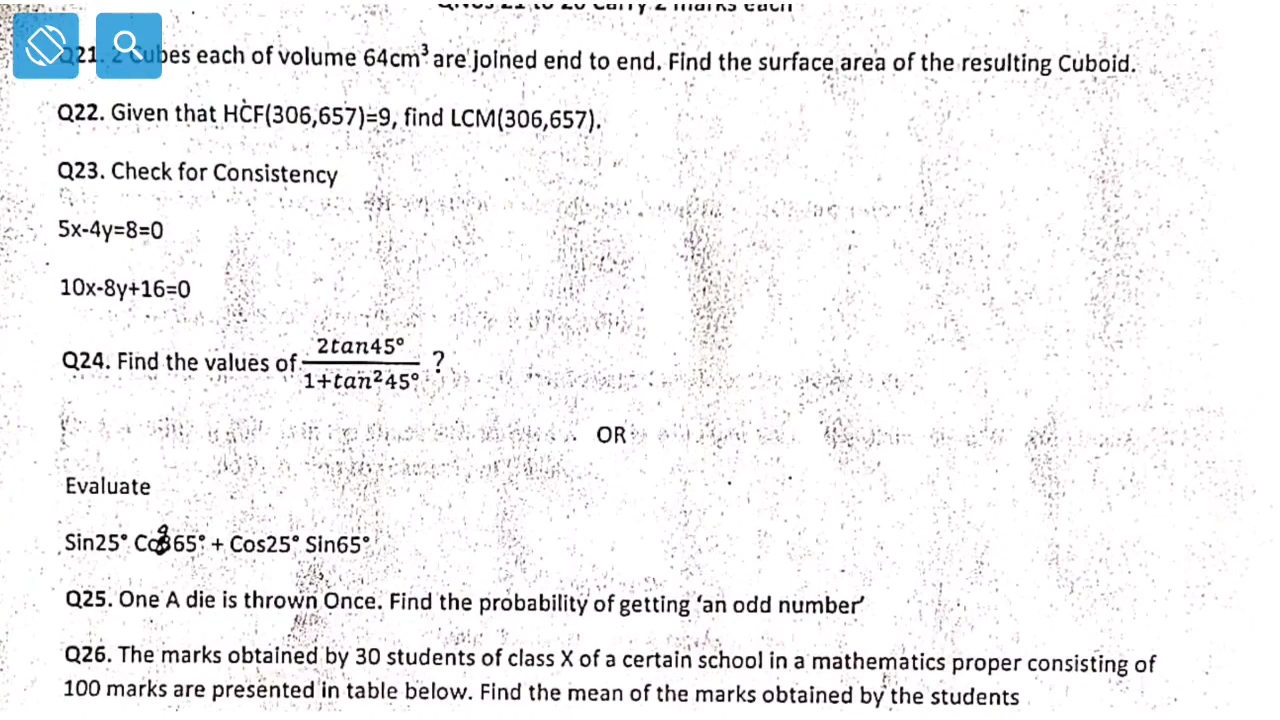 Q21. 2 Cubes each of volume 64cm³ are joined end to end. Find the surface area of the resulting Cuboid.
Q22. Given that HCF(306,657)=9, find LCM(306,657).
Q23. Check for Consistency
5x-4y=8=0
10x-8y+16=0
Q24. Find the values of 2tan45° / 1+tan²45° ?
OR
Evaluate
Sin25° Cos65° + Cos25° Sin65°
Q25. One A die is thrown Once. Find the probability of getting ‘an odd number’
Q26. The marks obtained by 30 students of class X of a certain school in a mathematics proper consisting of
100 marks are presented in table below. Find the mean of the marks obtained by the students